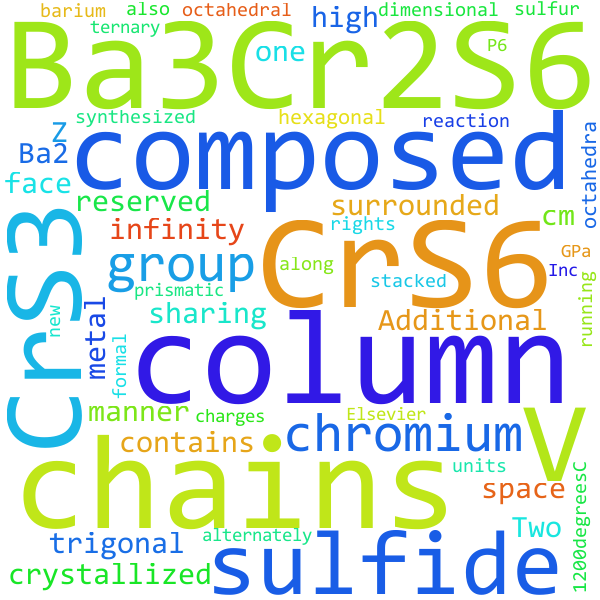 barium also octahedral high dimensional sulfur
ternary one P6
Ba3Cr2S6
synthesized hexagonal reaction
Z composed octahedra
Ba2
face reserved surrounded cm
infinity rights
CrS3 group CrS6 GPa
along stacked Inc
new prismatic running
metal sharing Additional
formal column
manner charges Elsevier V
contains chromium
chains units
space
alternately Two 1200degreesC
trigonal sulfide
crystallized